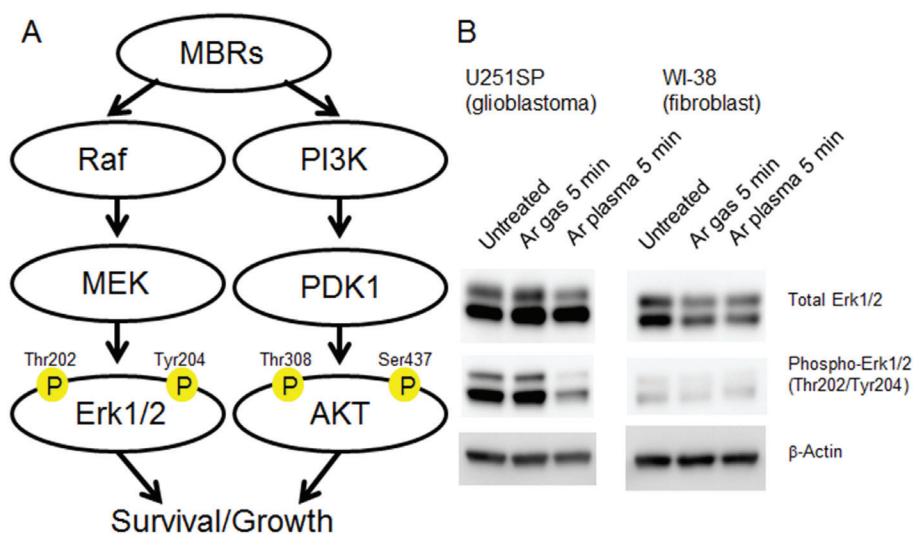 A
MBRs
Raf
PI3K
MEK
PDK1
Thr202
Tyr204
Thr308
Ser437
P
P
P
P
Erk1/2
AKT
Survival/Growth
B
U251SP
(glioblastoma)
WI-38
(fibroblast)
Untreated
Ar gas 5 min
Ar plasma 5 min
Untreated
Ar gas 5 min
Ar plasma 5 min
Total Erk1/2
Phospho-Erk1/2
(Thr202/Tyr204)
β-Actin